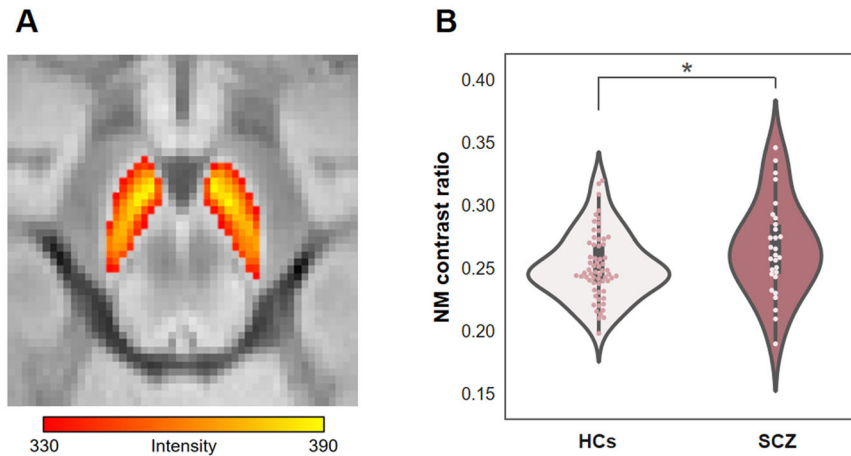 A
330 Intensity 390
B
NM contrast ratio
0.40
0.35
0.30
0.25
0.20
0.15
*
HCs SCZ